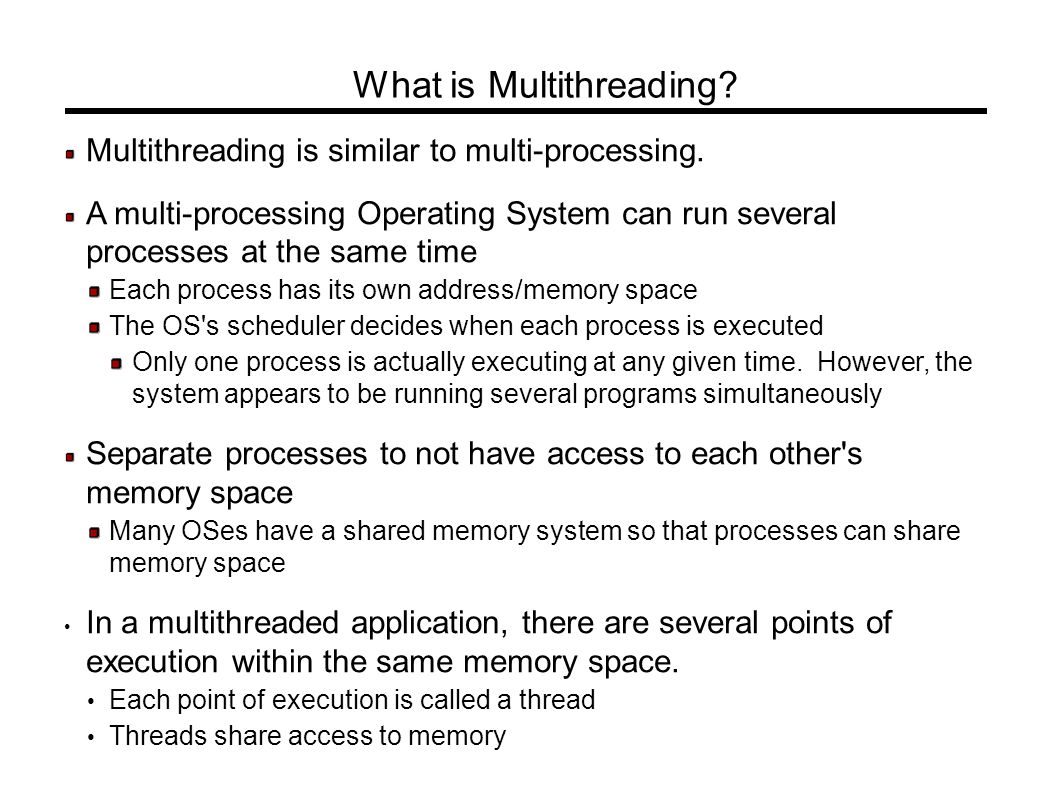 What is Multithreading?
Multithreading is similar to multi-processing.
A multi-processing Operating System can run several
processes at the same time
Each process has its own address/memory space
The OS's scheduler decides when each process is executed
Only one process is actually executing at any given time.  However, the
system appears to be running several programs simultaneously
Separate processes to not have access to each other's
memory space
Many OSes have a shared memory system so that processes can share
memory space
In a multithreaded application, there are several points of
execution within the same memory space.
Each point of execution is called a thread
Threads share access to memory